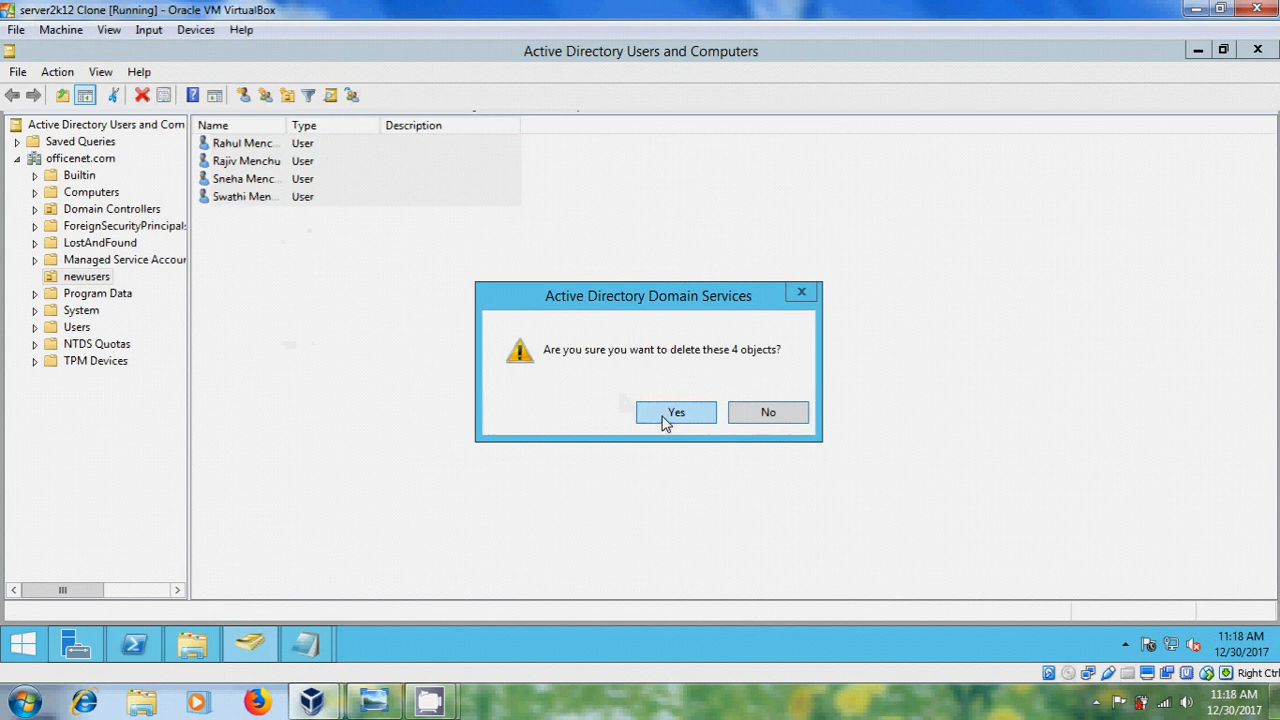 server2k12 Clone [Running] - Oracle VM VirtualBox
File Machine View Input Devices Help
Active Directory Users and Computers
File Action View Help
Active Directory Users and Com
Saved Queries
officenet.com
Builtin
Computers
Domain Controllers
ForeignSecurityPrincipals
LostAndFound
Managed Service Accou
newusers
Program Data
System
Users
NTDS Quotas
TPM Devices
Name Type Description
Rahul Menc... User
Rajiv Menchu User
Sneha Menc... User
Swathi Men... User
Active Directory Domain Services
Are you sure you want to delete these 4 objects?
Yes No
11:18 AM
12/30/2017
Right Ctrl
11:18 AM
12/30/2017